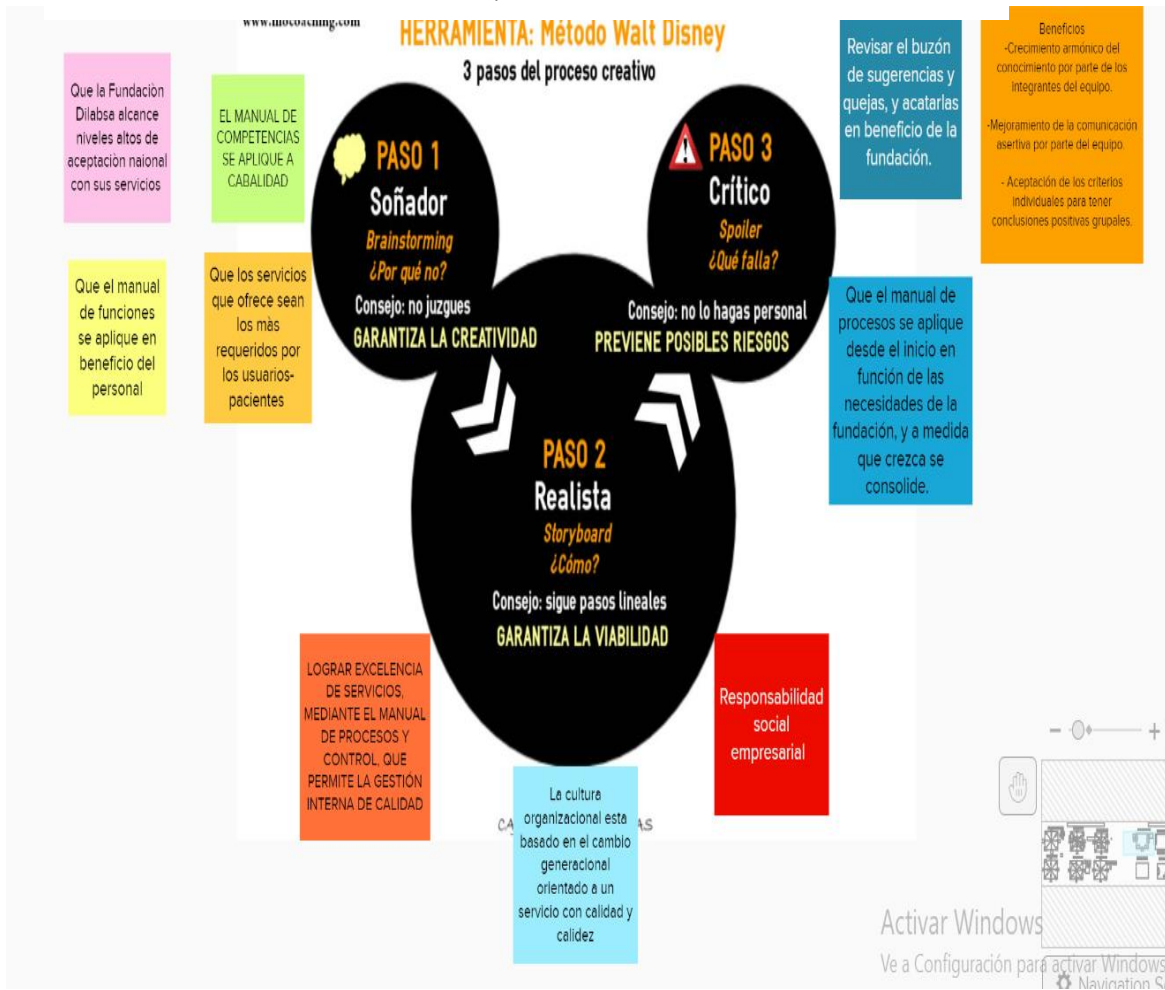 www.mocoaching.com
HERRAMIENTA: Método Walt Disney
3 pasos del proceso creativo
Que la Fundaciòn
Dilabsa alcance
niveles altos de
aceptaciòn naional
con sus servicios
EL MANUAL DE
COMPETENCIAS
SE APLIQUE A
CABALIDAD
Que el manual
de funciones
se aplique en
beneficio del
personal
Que los servicios
que ofrece sean
los màs
requeridos por
los usuarios-
pacientes
PASO 1
Soñador
Brainstorming
¿Por qué no?
Consejo: no juzgues
GARANTIZA LA CREATIVIDAD
PASO 3
Crítico
Spoiler
¿Qué falla?
Consejo: no lo hagas personal
PREVIENE POSIBLES RIESGOS
Revisar el buzón
de sugerencias y
quejas, y acatarlas
en beneficio de la
fundación.
Beneficios
-Crecimiento armónico del
conocimiento por parte de los
integrantes del equipo.
-Mejoramiento de la comunicación
asertiva por parte del equipo.
- Aceptación de los criterios
individuales para tener
conclusiones positivas grupales.
Que el manual de
procesos se aplique
desde el inicio en
función de las
necesidades de la
fundación, y a medida
que crezca se
consolide.
PASO 2
Realista
Storyboard
¿Cómo?
Consejo: sigue pasos lineales
GARANTIZA LA VIABILIDAD
LOGRAR EXCELENCIA
DE SERVICIOS,
MEDIANTE EL MANUAL
DE PROCESOS Y
CONTROL, QUE
PERMITE LA GESTIÓN
INTERNA DE CALIDAD
La cultura
organizacional esta
basado en el cambio
generacional
orientado a un
servicio con calidad y
calidez
Responsabilidad
social
empresarial
Activar Windows
Ve a Configuración para activar Windows
Navigation